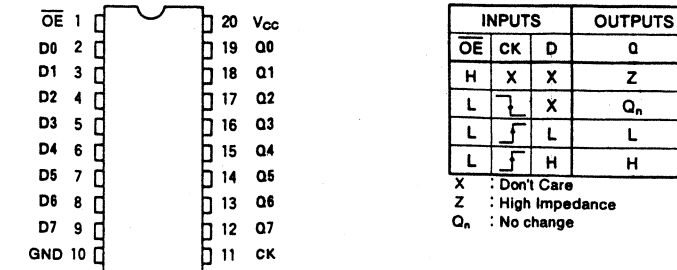 OE 1 20 VCC
D0 2 19 Q0
D1 3 18 Q1
D2 4 17 Q2
D3 5 16 Q3
D4 6 15 Q4
D5 7 14 Q5
D6 8 13 Q6
D7 9 12 Q7
GND 10 11 CK
INPUTS OUTPUTS
OE CK D Q
H X X Z
L X Qn
L L L
L H H
X : Don't Care
Z : High Impedance
Qn : No change